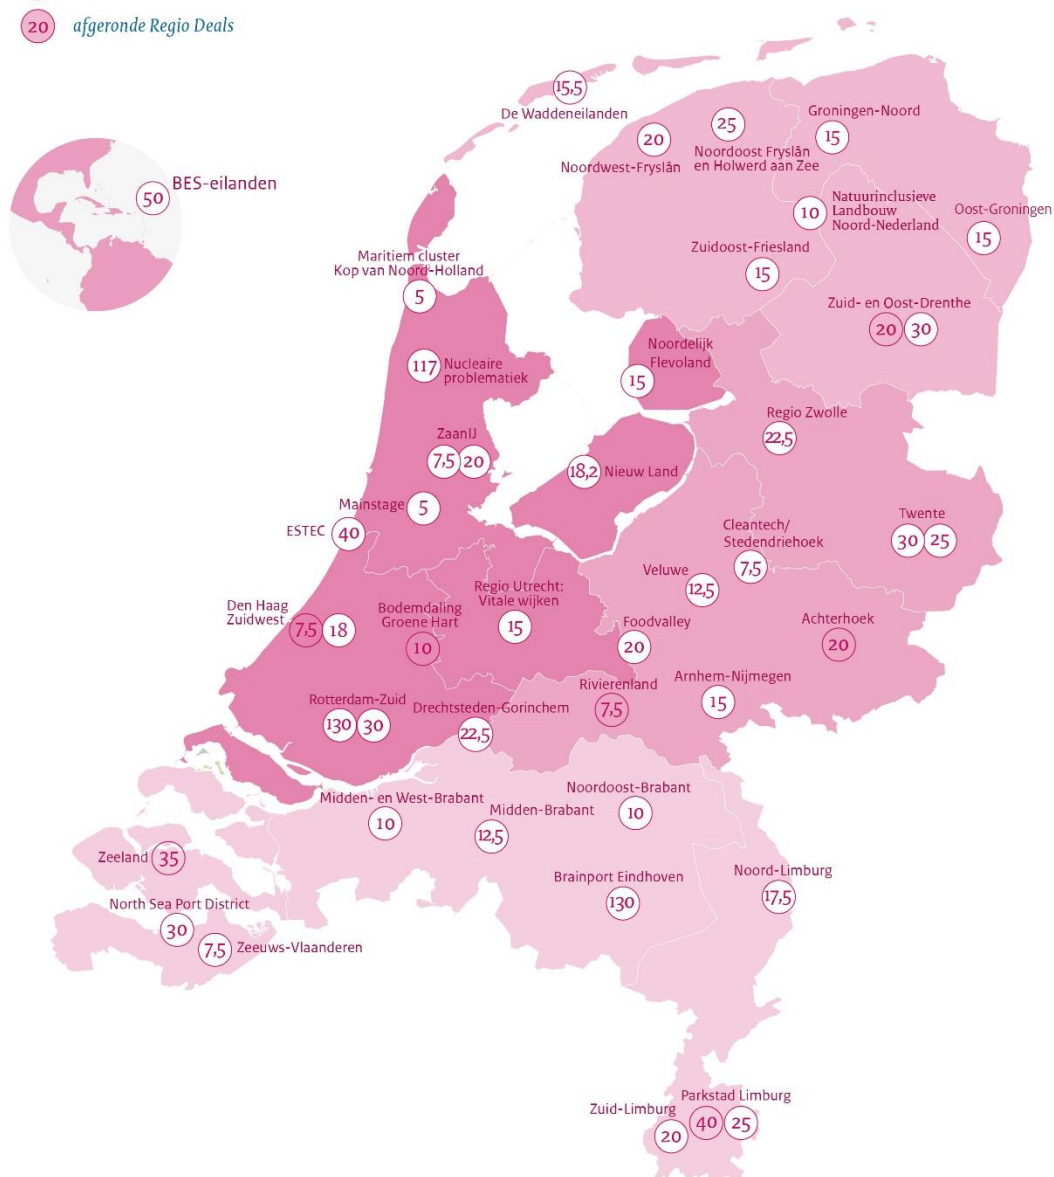 20 afgeronde Regio Deals
15,5
De Waddeneilanden
20
Noordwest-Fryslân
25
Noordoost Fryslân
en Holwerd aan Zee
Groningen-Noord
15
BES-eilanden
50
10
Natuurinclusieve
Landbouw
Noord-Nederland
Oost-Groningen
15
Zuidoost-Friesland
15
Maritiem cluster
Kop van Noord-Holland
5
Zuid- en Oost-Drenthe
20 30
117
Nucleaire
problematiek
Noordelijk
Flevoland
15
Regio Zwolle
22,5
ZaanIJ
7,5 20
18,2 Nieuw Land
Mainstage 5
ESTEC 40
Cleantech/
Stedendriehoek
7,5
Twente
30 25
Veluwe
12,5
Regio Utrecht:
Vitale wijken
15
Den Haag
Zuidwest
7,5 18
Bodemdaling
Groene Hart
10
Foodvalley
20
Achterhoek
20
Rivierenland
7,5
Arnhem-Nijmegen
15
Rotterdam-Zuid
130 30
Drechtsteden-Gorinchem
22,5
Midden- en West-Brabant
10
Midden-Brabant
12,5
Noordoost-Brabant
10
Zeeland 35
Brainport Eindhoven
130
Noord-Limburg
17,5
North Sea Port District
30
7,5 Zeeuws-Vlaanderen
Zuid-Limburg
20
Parkstad Limburg
40 25